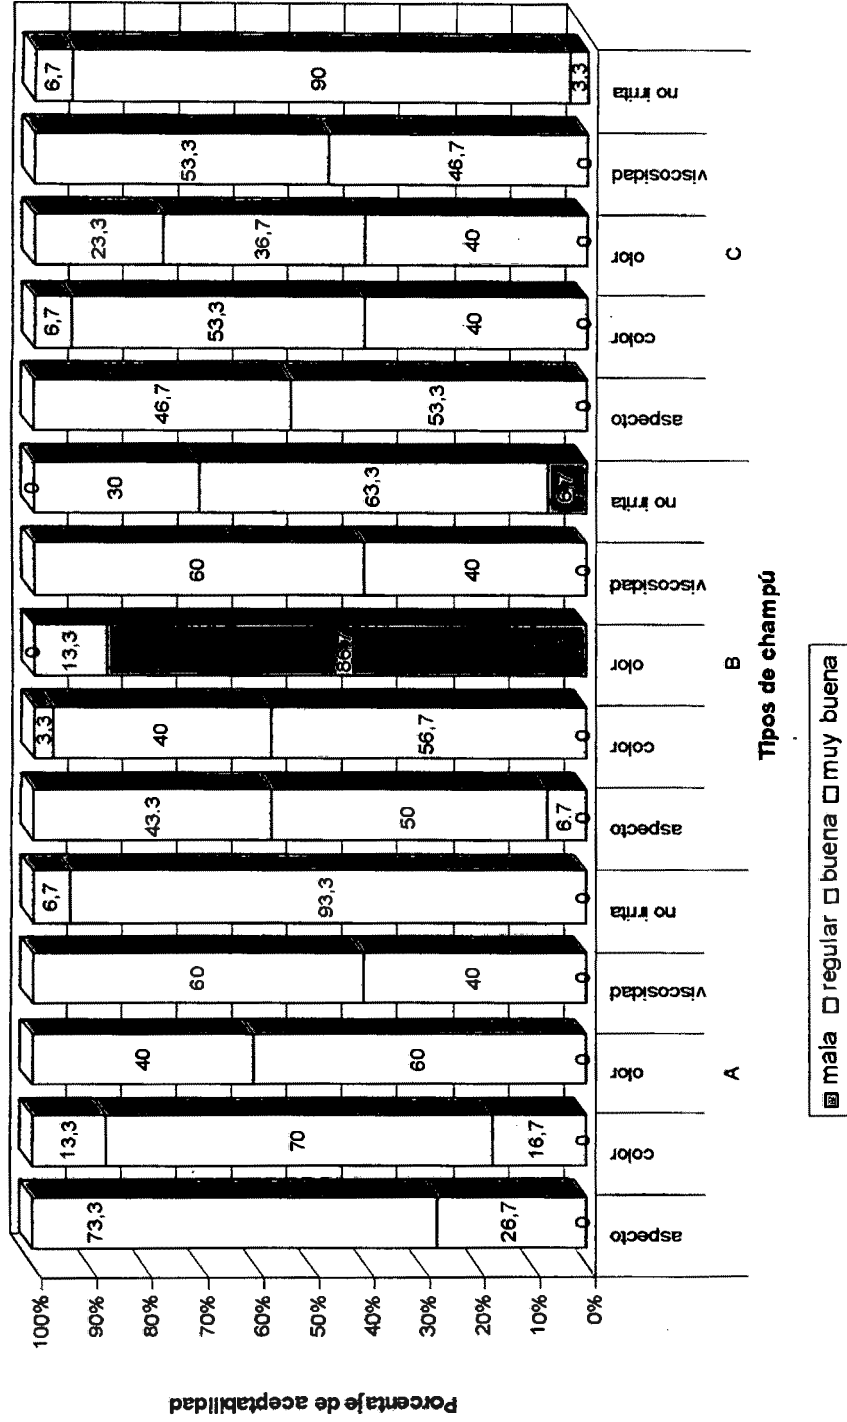 Porcentaje de aceptabilidad
100%
90%
80%
70%
60%
50%
40%
30%
20%
10%
0%
73,3
26,7
0
13,3
70
16,7
0
40
60
0
60
40
0
6,7
93,3
0
43.3
50
6.7
0
3.3
40
56,7
0
0
13,3
86,7
60
40
0
0
30
63,3
6,7
46,7
53,3
0
6,7
53,3
40
0
23,3
36,7
40
0
53,3
46,7
0
6,7
90
3.3
aspecto
color
olor
viscosidad
no irrita
aspecto
color
olor
viscosidad
no irrita
aspecto
color
olor
viscosidad
no irrita
A
B
C
Tipos de champú
mala regular buena muy buena